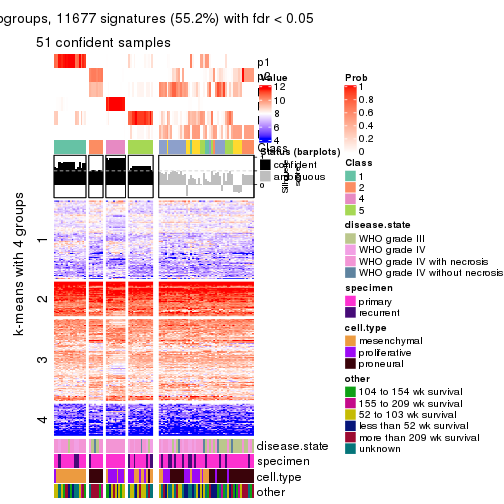 ogroups, 11677 signatures (55.2%) with fdr < 0.05
51 confident samples
p1
Value
12
10
8
6
4
Prob
1
0.8
0.6
0.4
0.2
0
Status (barplots)
confident
ambiguous
0
Class
1
2
4
5
disease.state
WHO grade III
WHO grade IV
WHO grade IV with necrosis
WHO grade IV without necrosis
specimen
primary
recurrent
cell.type
mesenchymal
proliferative
proneural
other
104 to 154 wk survival
155 to 209 wk survival
52 to 103 wk survival
less than 52 wk survival
more than 209 wk survival
unknown
k-means with 4 groups
1
2
3
4
disease.state
specimen
cell.type
other